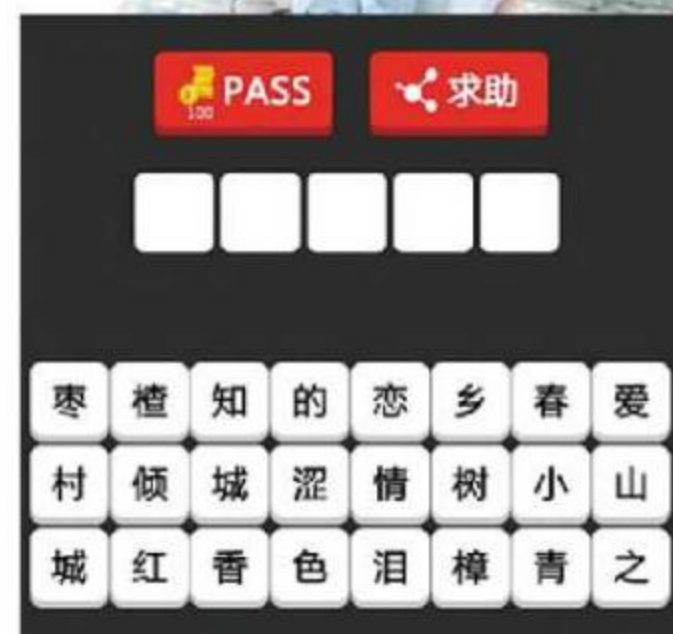 100 PASS 求助
枣 楂 知 的 恋 乡 春 爱
村 倾 城 涩 情 树 小 山
城 红 香 色 泪 樟 青 之